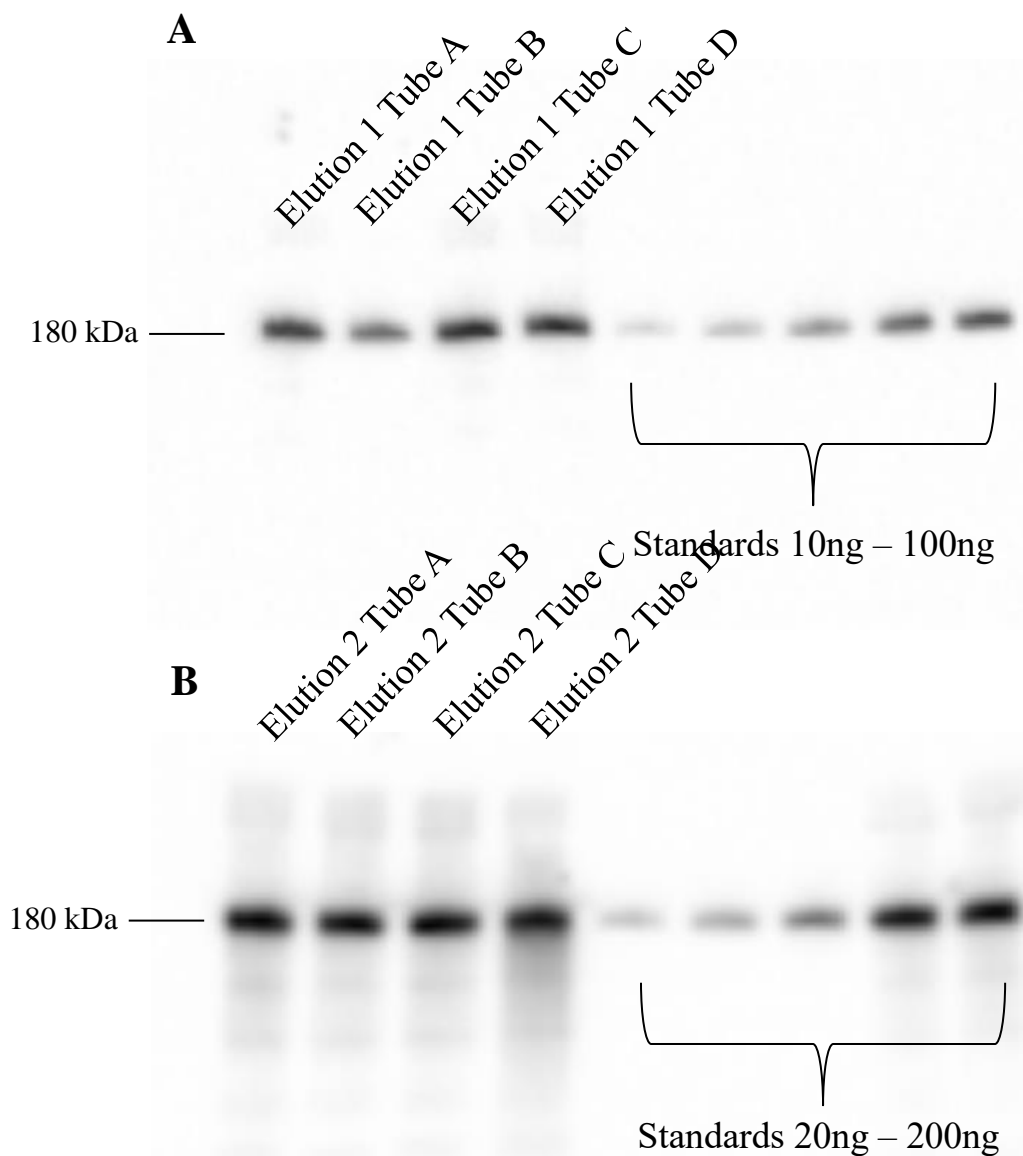 A
Elution 1 Tube A
Elution 1 Tube B
Elution 1 Tube C
Elution 1 Tube D
180 kDa
Standards 10ng – 100ng
B
Elution 2 Tube A
Elution 2 Tube B
Elution 2 Tube C
Elution 2 Tube D
180 kDa
Standards 20ng – 200ng